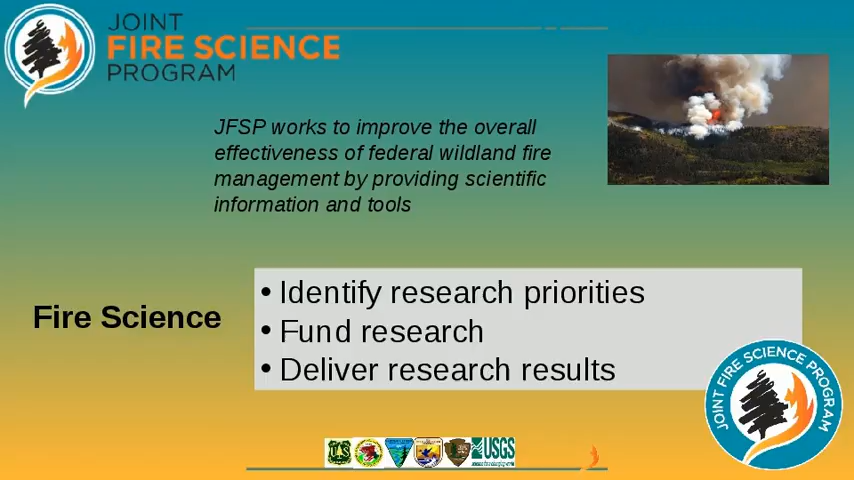 JOINT
FIRE SCIENCE
PROGRAM
JFSP works to improve the overall
effectiveness of federal wildland fire
management by providing scientific
information and tools
Fire Science
• Identify research priorities
• Fund research
• Deliver research results
JOINT FIRE SCIENCE PROGRAM
USGS